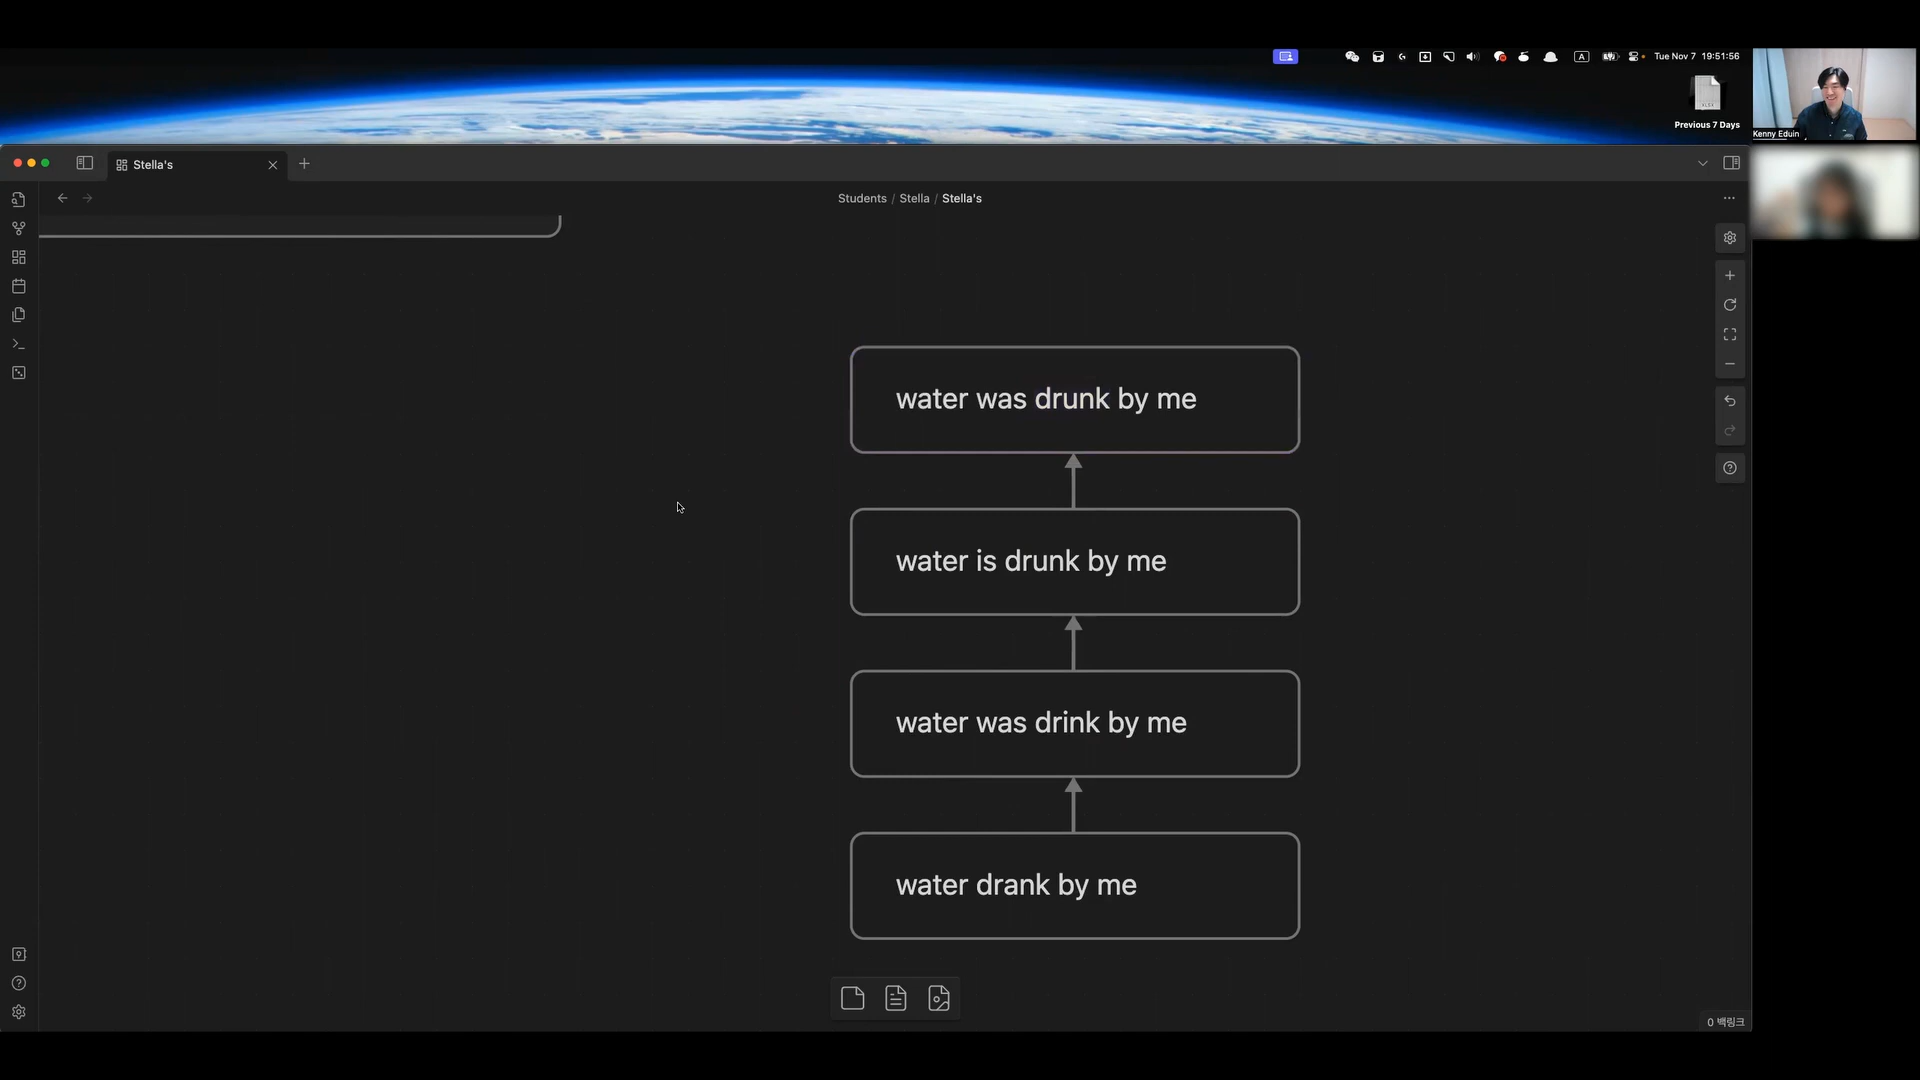 A
Tue Nov 7 19:51:56
XLSX
Previous 7 Days
Kenny Eduin
Stella's
Students / Stella / Stella's
water was drunk by me
water is drunk by me
water was drink by me
water drank by me
0 백링크